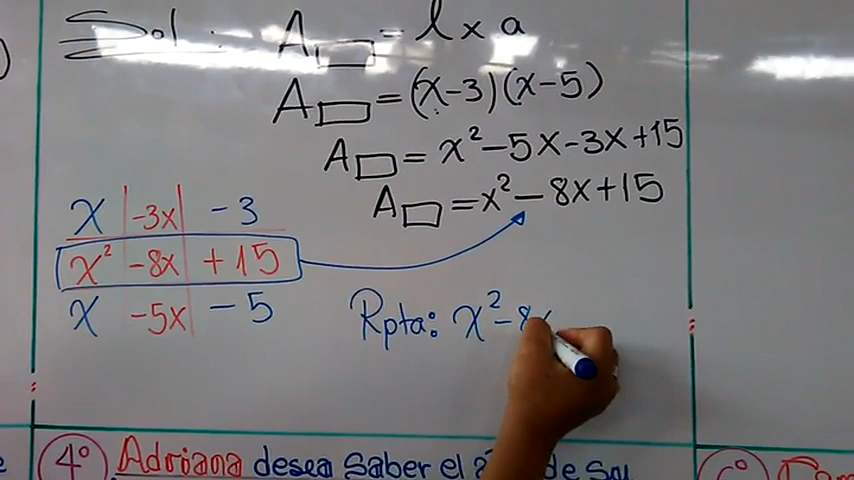 Sol:
A▭ = l x a
A▭ = (x-3)(x-5)
A▭ = x²-5x-3x+15
A▭ = x²-8x+15
x -3x -3
x² -8x +15
x -5x -5
Rpta: x²-8x
4° Adriana desea saber el de su